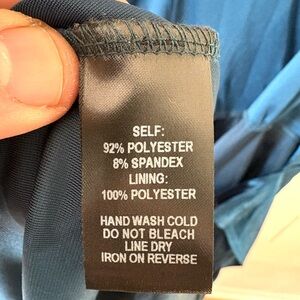 SELF:
92% POLYESTER
8% SPANDEX
LINING:
100% POLYESTER
HAND WASH COLD
DO NOT BLEACH
LINE DRY
IRON ON REVERSE